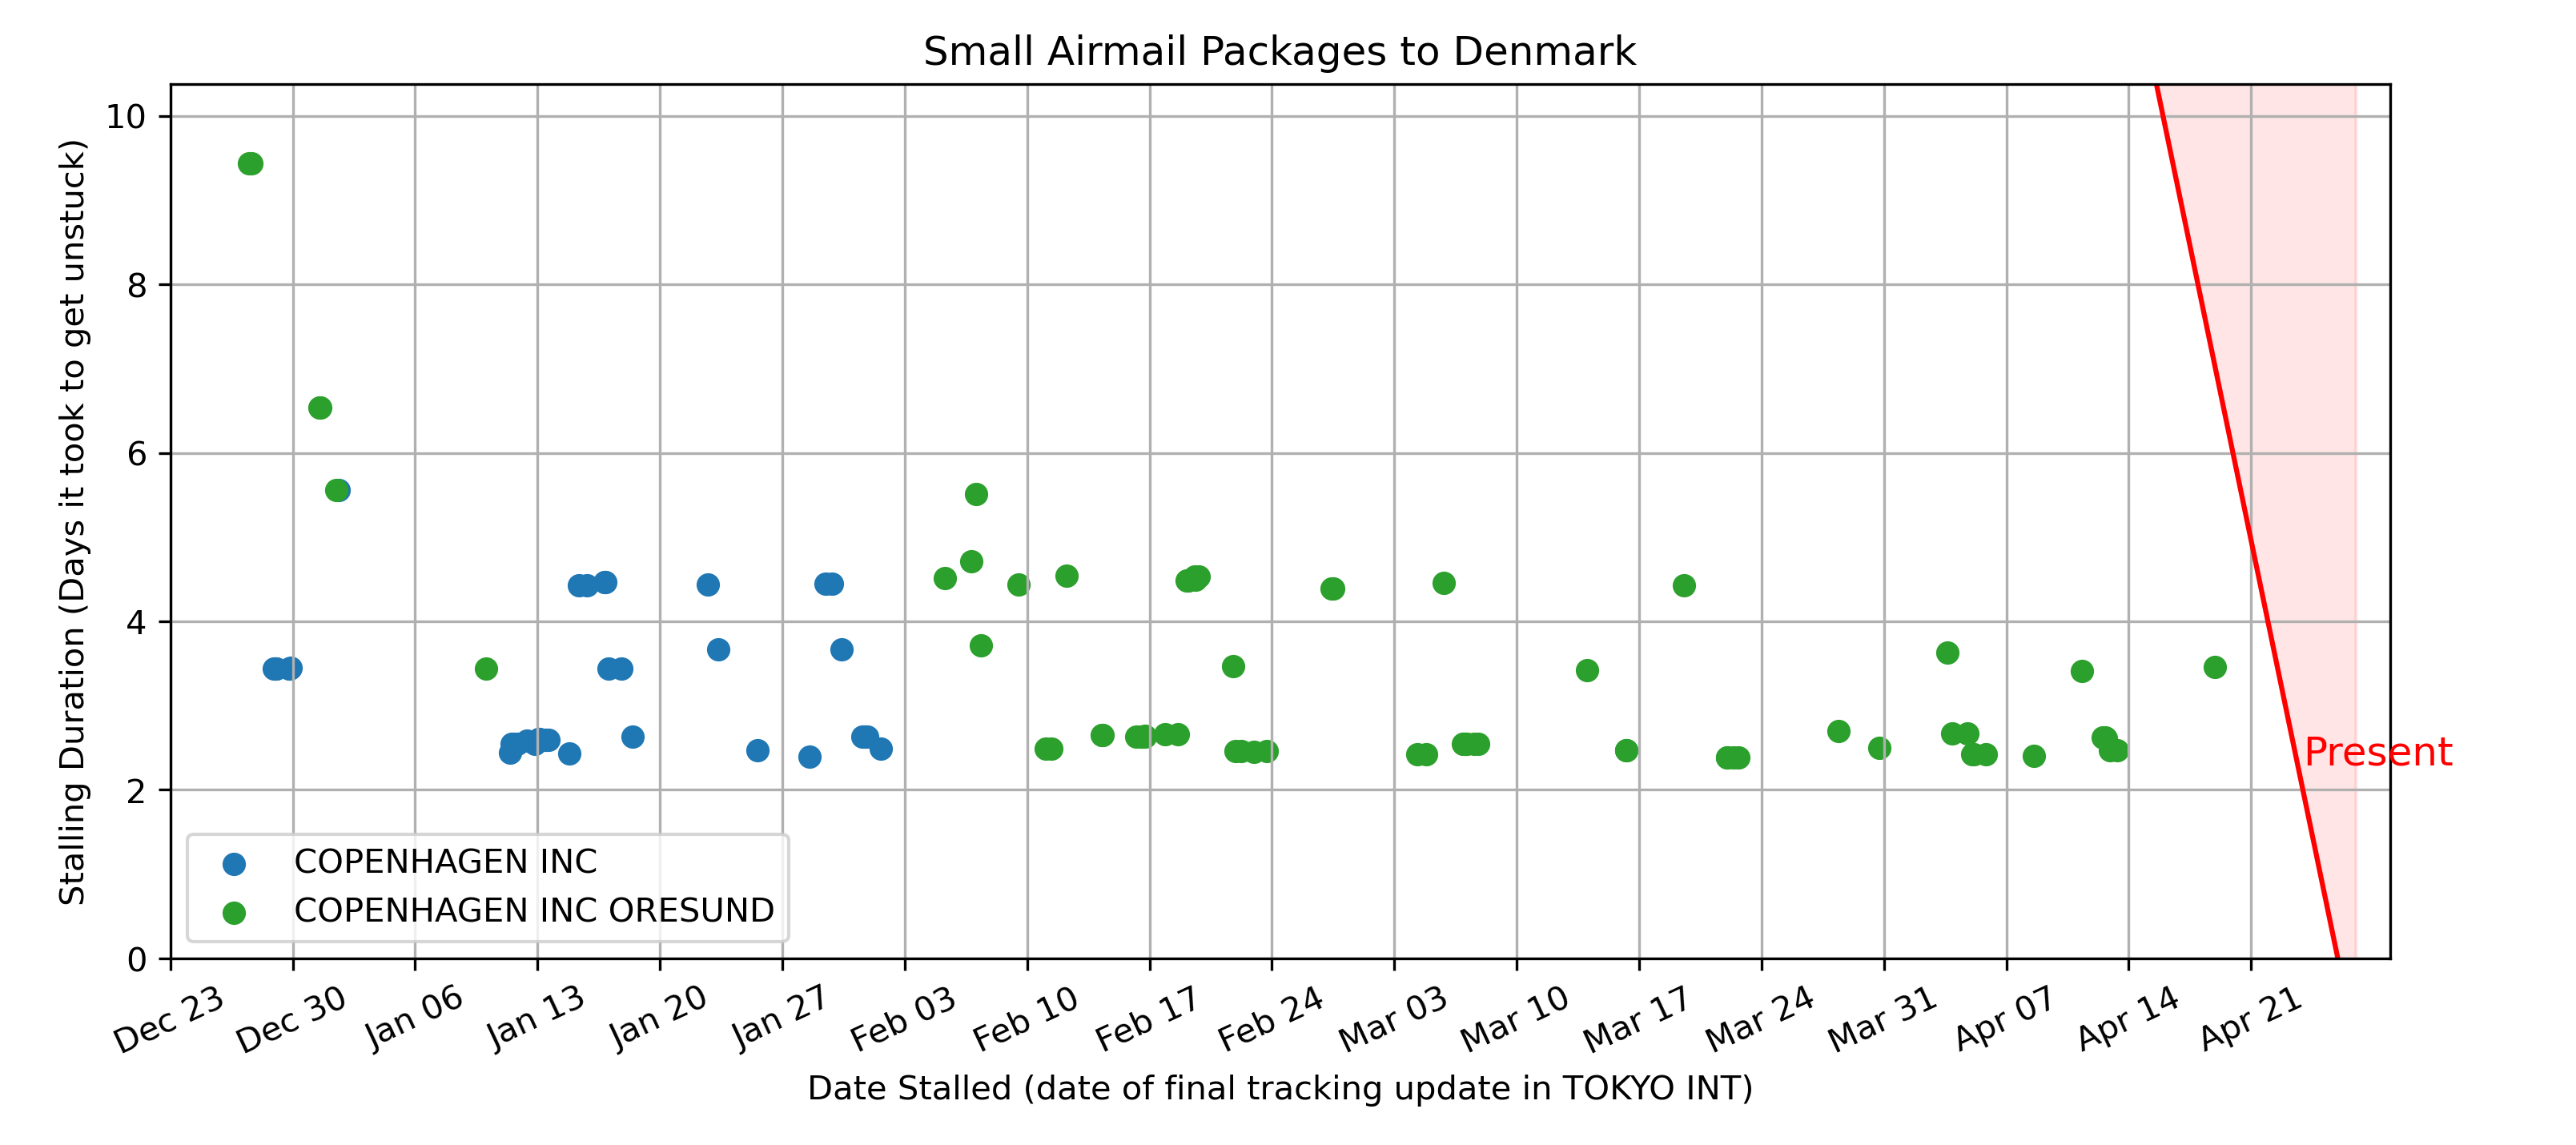 Small Airmail Packages to Denmark
Stalling Duration (Days it took to get unstuck)
10
8
6
4
2
0
Present
COPENHAGEN INC
COPENHAGEN INC ORESUND
Dec 23
Dec 30
Jan 06
Jan 13
Jan 20
Jan 27
Feb 03
Feb 10
Feb 17
Feb 24
Mar 03
Mar 10
Mar 17
Mar 24
Mar 31
Apr 07
Apr 14
Apr 21
Date Stalled (date of final tracking update in TOKYO INT)